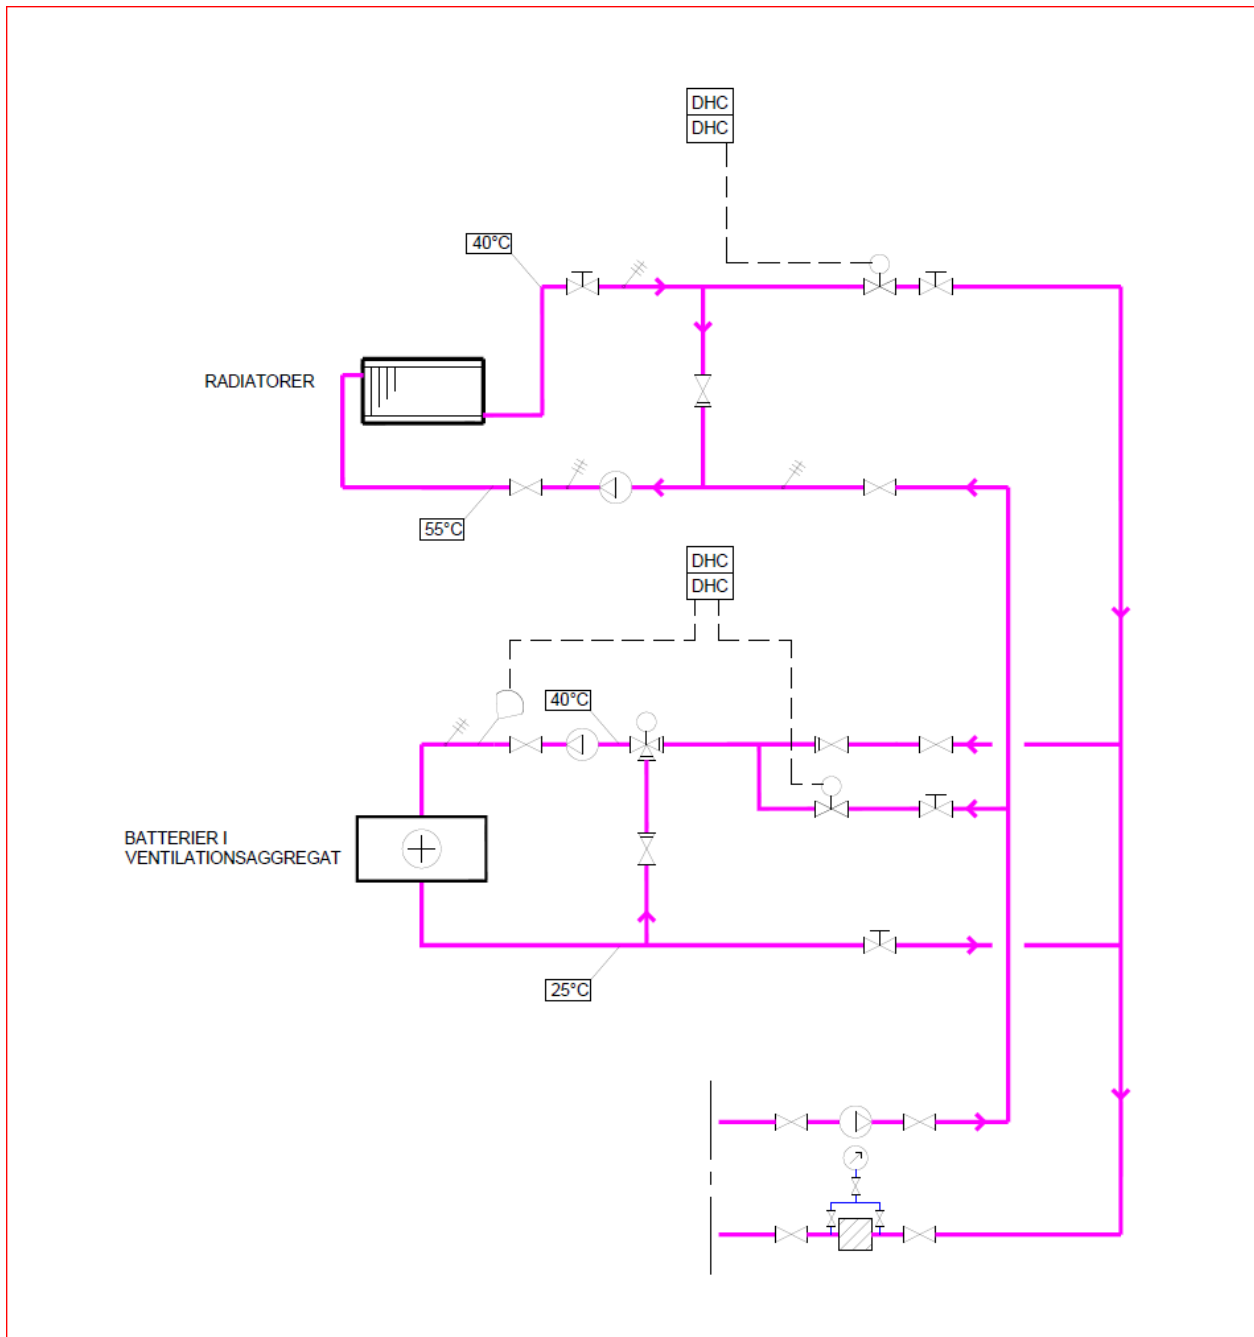 DHC
DHC
40°C
RADIATORER
55°C
DHC
DHC
40°C
BATTERIER I
VENTILATIONSAGGREGAT
25°C